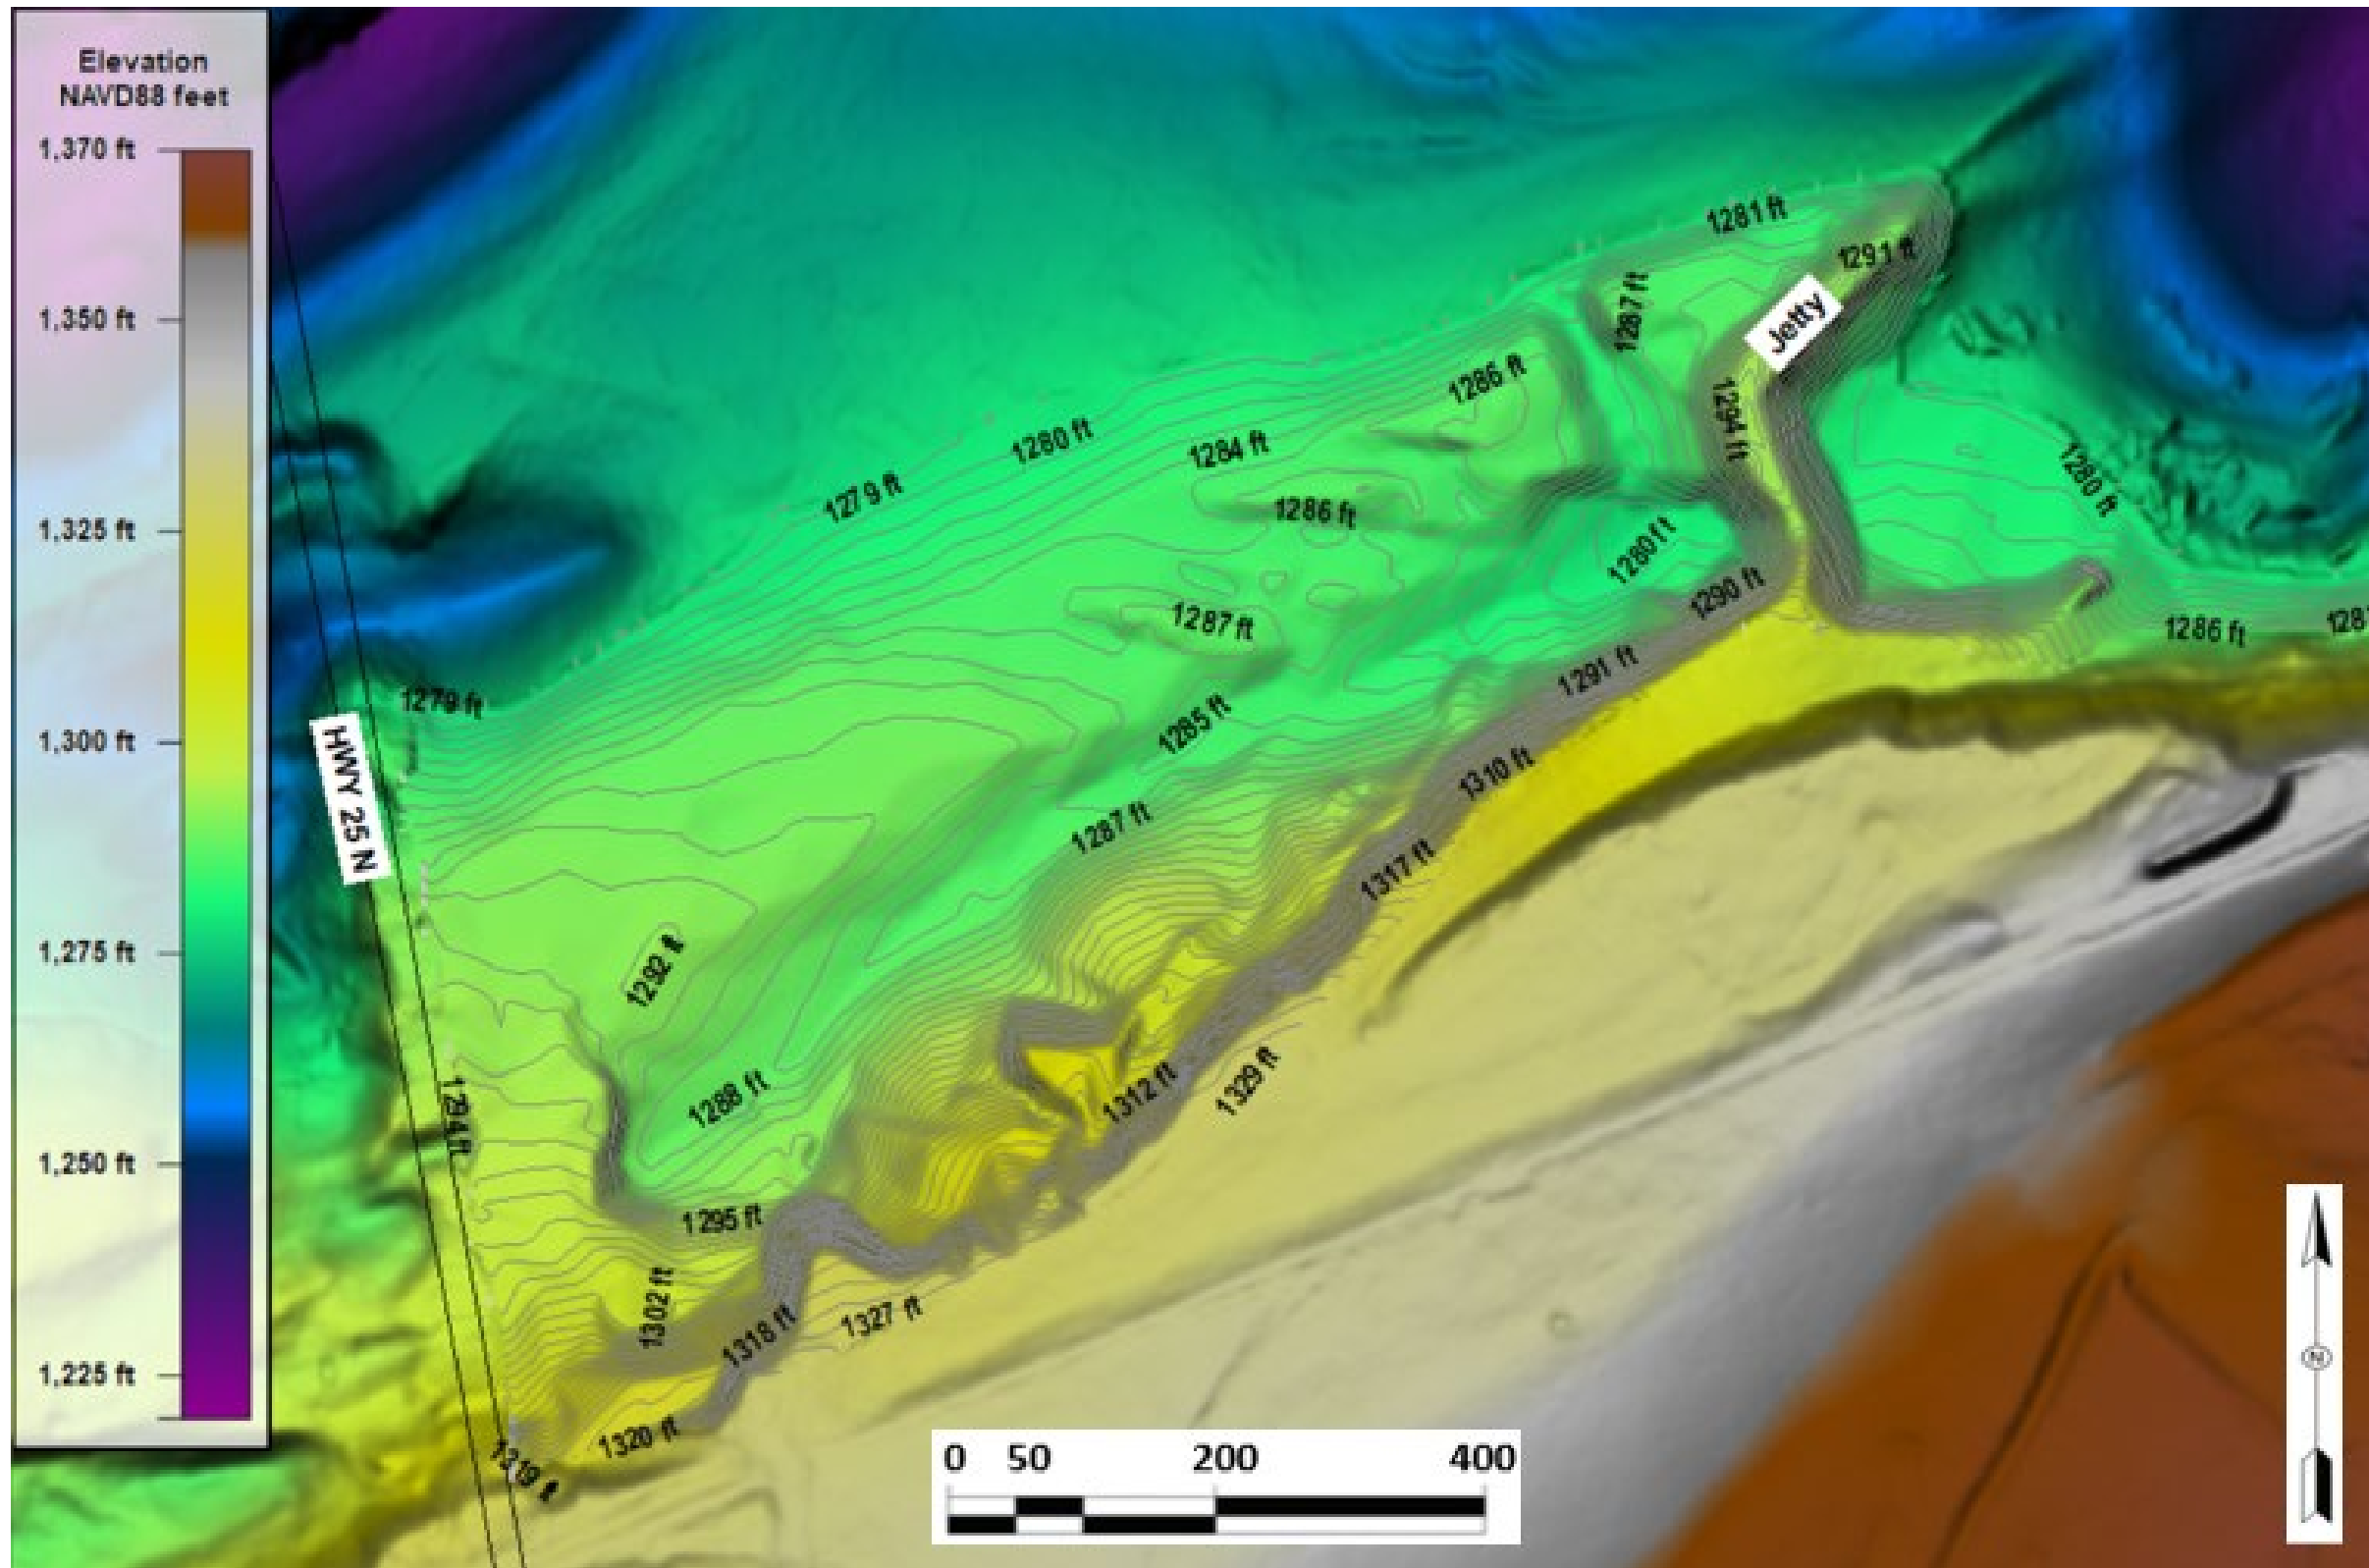 Elevation
NAVD88 feet
1,370 ft
1,350 ft
1,325 ft
1,300 ft
1,275 ft
1,250 ft
1,225 ft
1281 ft
1291 ft
1287 ft
Jetty
1286 ft
1294 ft
1280 ft
1284 ft
1280 ft
1279 ft
1286 ft
1280 ft
1290 ft
1287 ft
1286 ft
128
1291 ft
1279 ft
1285 ft
HWY 25 N
1310 ft
1287 ft
1317 ft
1292 ft
1288 ft
1312 ft
1329 ft
1294 ft
1295 ft
1302 ft
1318 ft
1327 ft
1320 ft
N
0 50 200 400